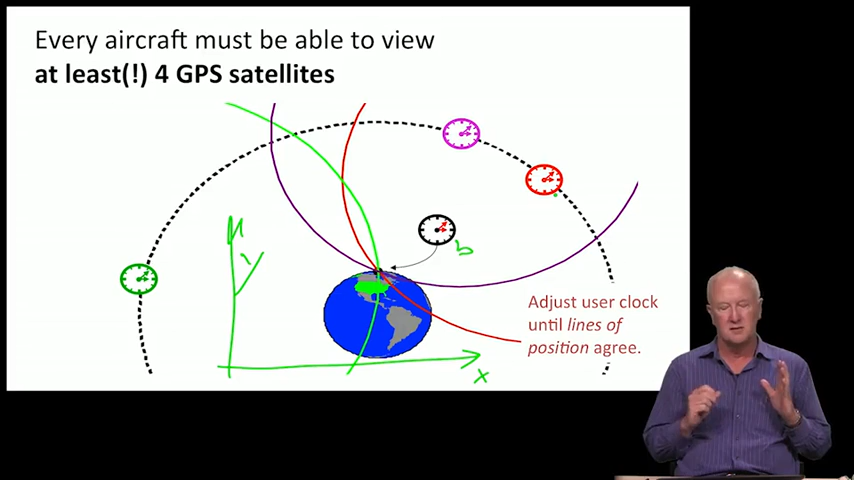 Every aircraft must be able to view
at least(!) 4 GPS satellites
b
y
Adjust user clock
until lines of
position agree.
x